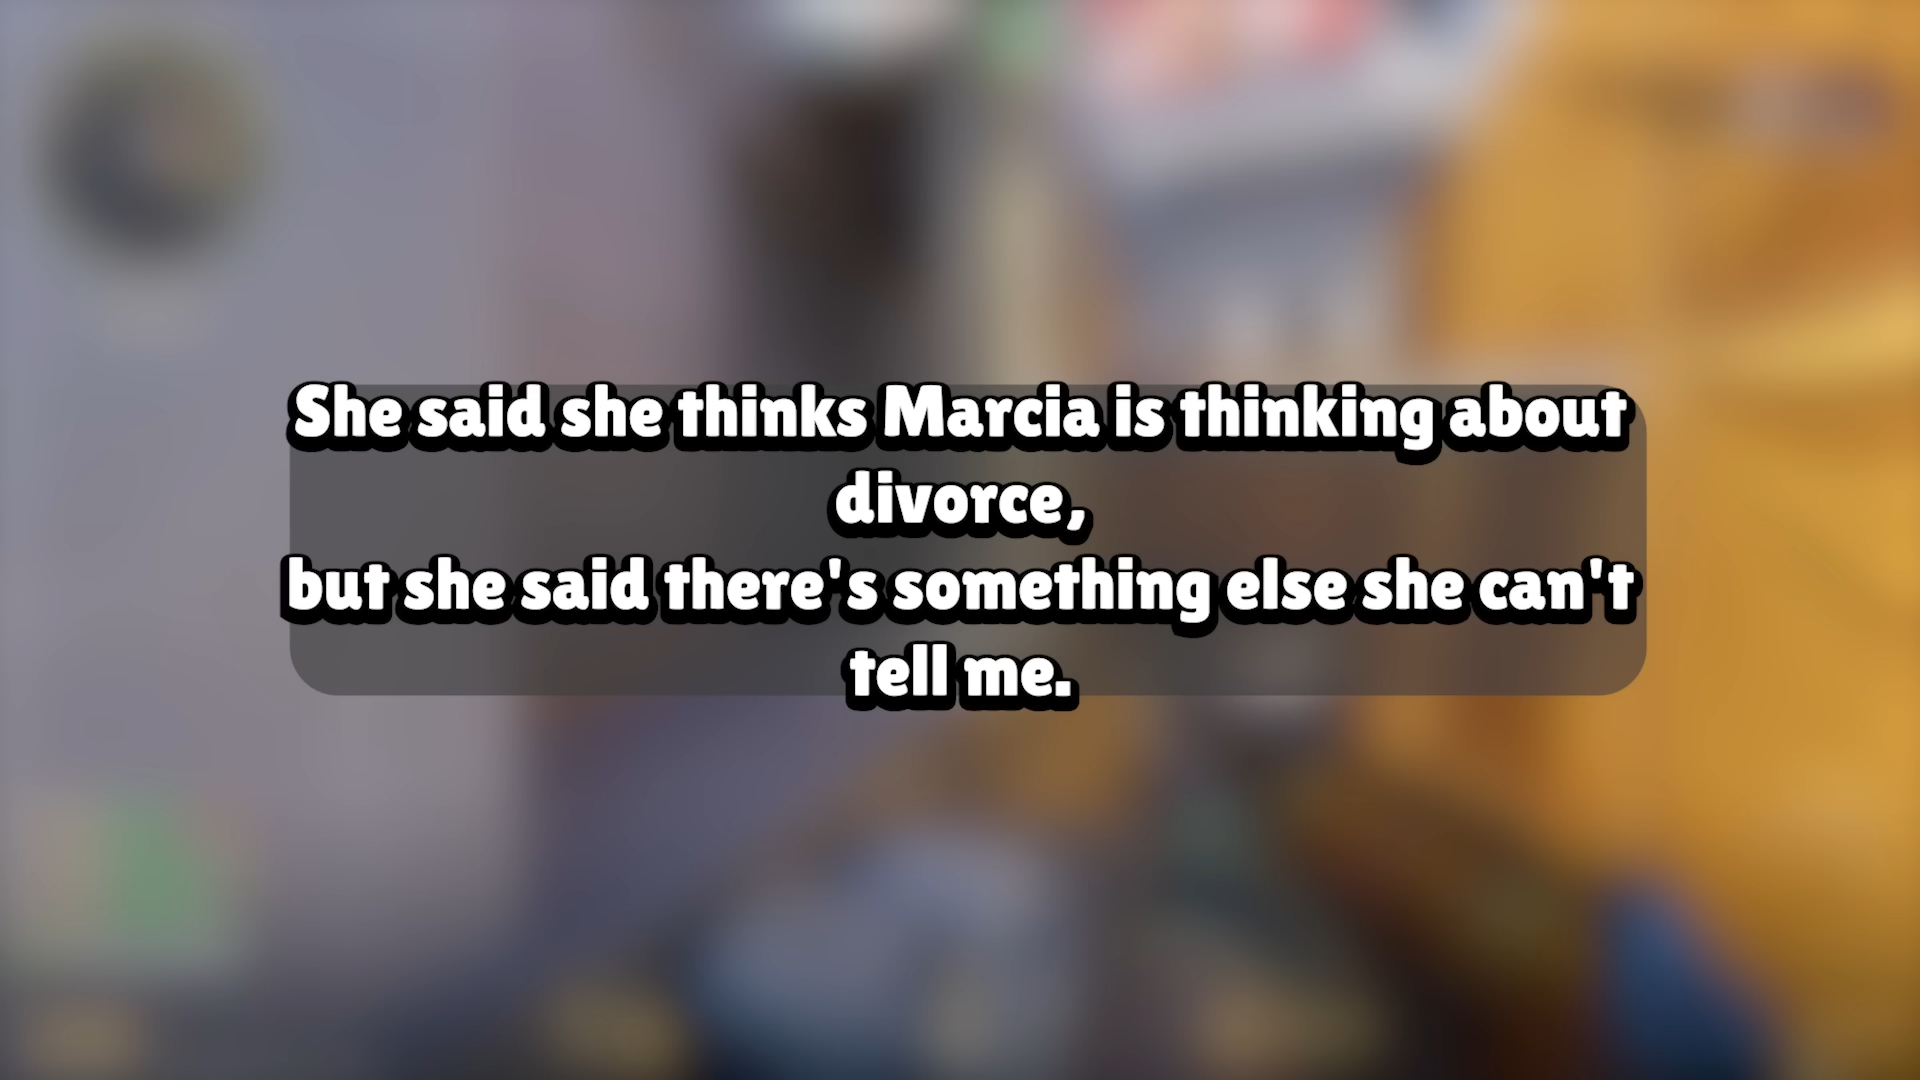 She said she thinks Marcia is thinking about
divorce,
but she said there's something else she can't
tell me.